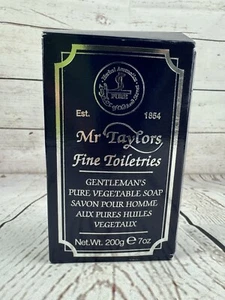 Est. 1854
Mr Taylors
Fine Toiletries
GENTLEMAN'S
PURE VEGETABLE SOAP
SAVON POUR HOMME
AUX PURES HUILES
VEGETAUX
Net.Wt. 200g ℮ 7oz